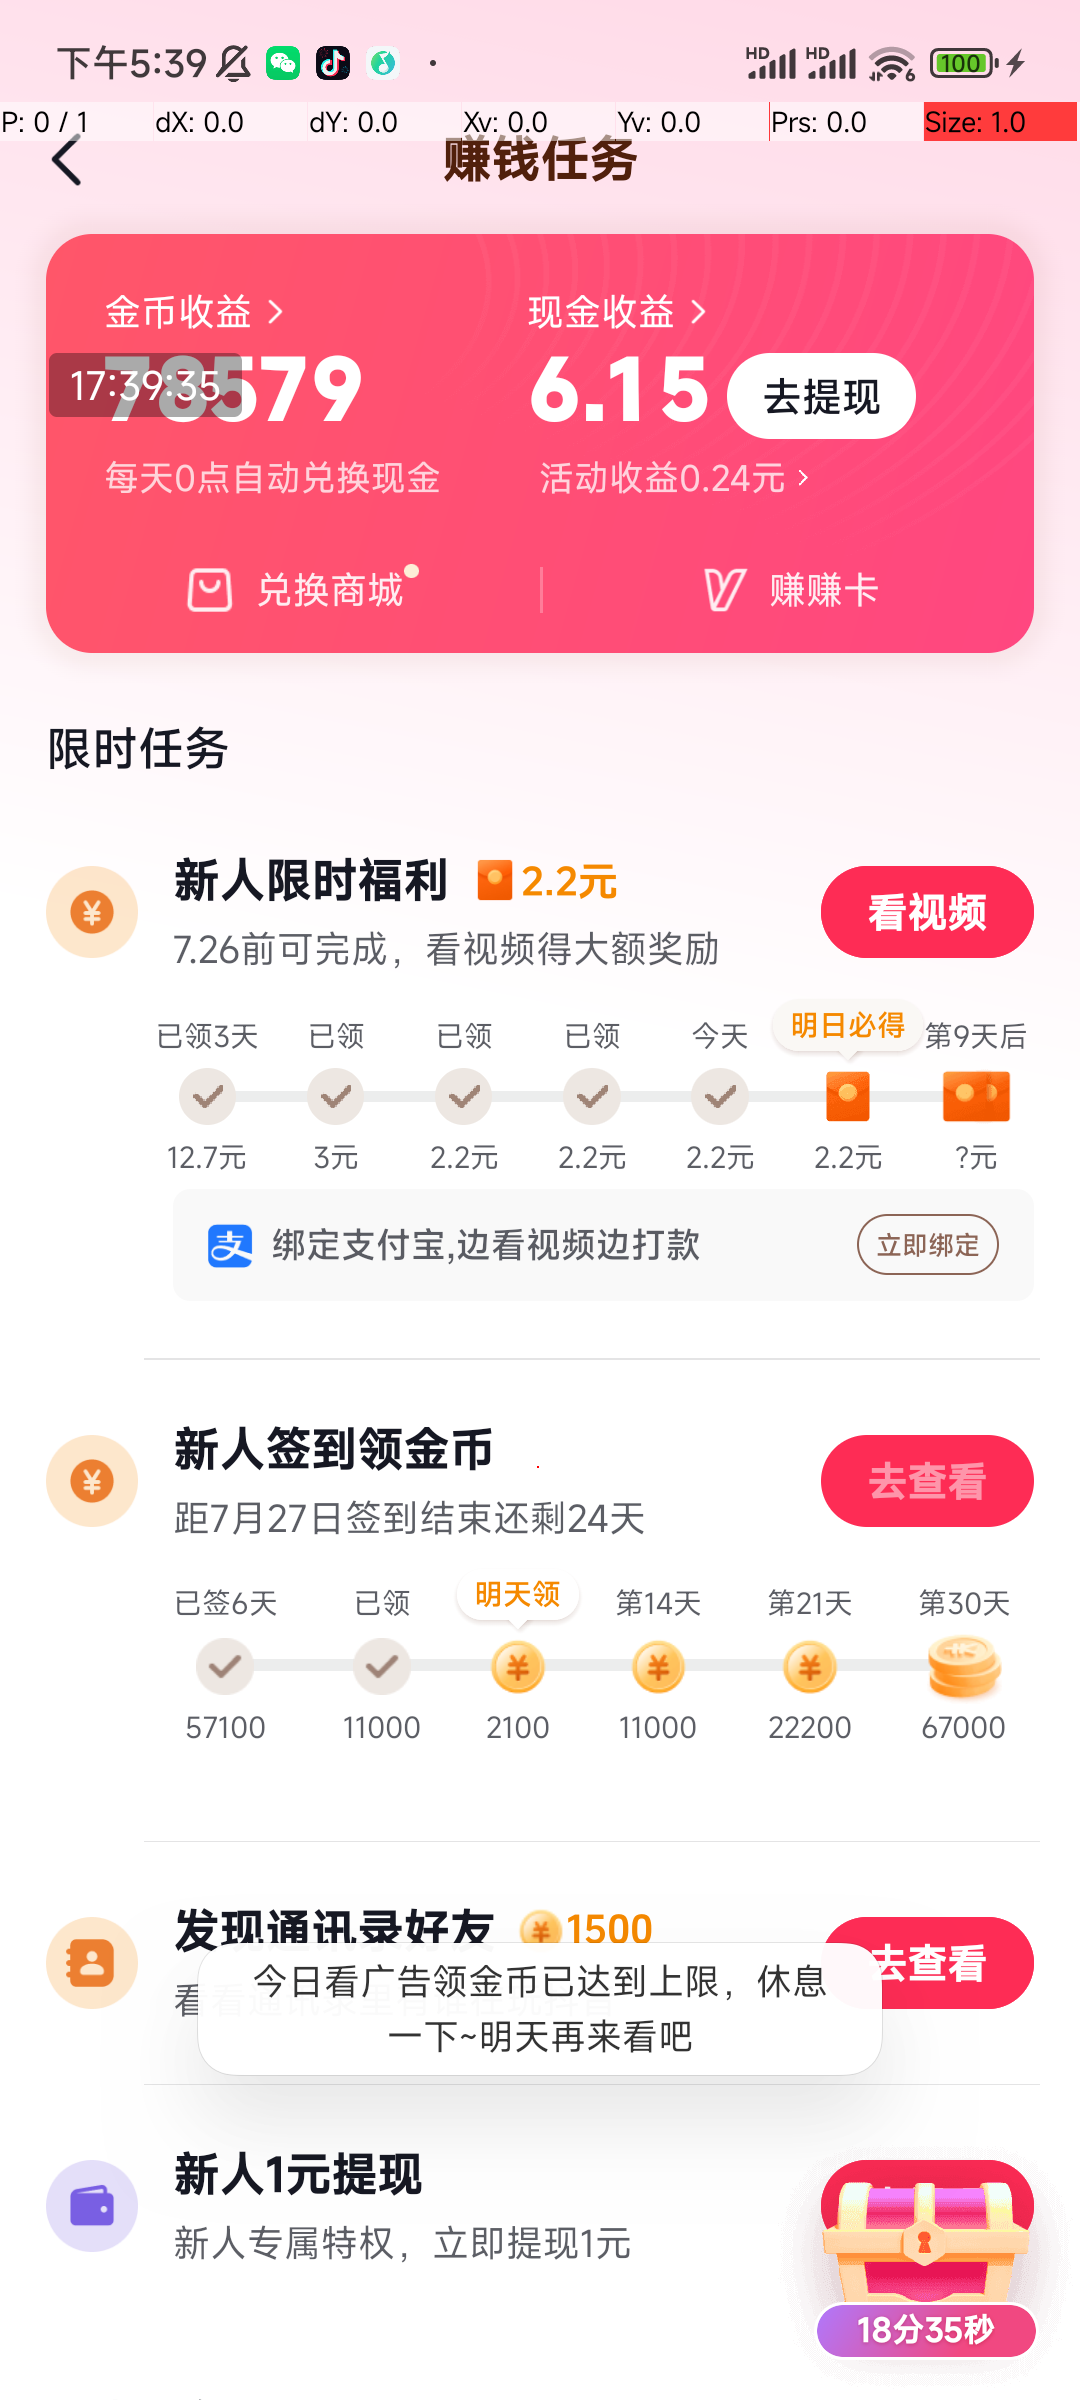 下午5:39
HD HD 6 100
P: 0 / 1 dX: 0.0 dY: 0.0 Xv: 0.0 Yv: 0.0 Prs: 0.0 Size: 1.0
赚钱任务
金币收益 现金收益
78579 6.15 去提现
17:39:35
每天0点自动兑换现金 活动收益0.24元
兑换商城 赚赚卡
限时任务
新人限时福利 2.2元
看视频
7.26前可完成，看视频得大额奖励
已领3天 已领 已领 已领 今天 明日必得 第9天后
12.7元 3元 2.2元 2.2元 2.2元 2.2元 ?元
支 绑定支付宝,边看视频边打款 立即绑定
新人签到领金币
去查看
距7月27日签到结束还剩24天
已签6天 已领 明天领 第14天 第21天 第30天
57100 11000 2100 11000 22200 67000
发现通讯录好友 1500
去查看
看看通讯录里有谁在玩抖音
今日看广告领金币已达到上限，休息
一下~明天再来看吧
新人1元提现
新人专属特权，立即提现1元
18分35秒